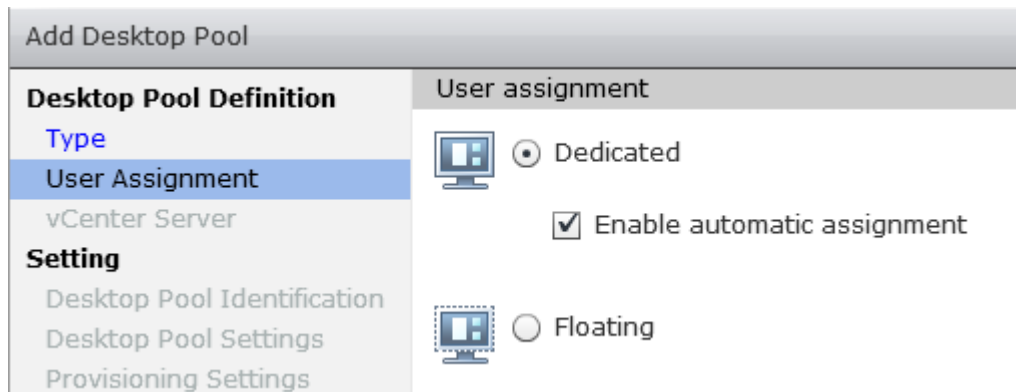 Add Desktop Pool
Desktop Pool Definition
Type
User Assignment
vCenter Server
Setting
Desktop Pool Identification
Desktop Pool Settings
Provisioning Settings
User assignment
Dedicated
Enable automatic assignment
Floating